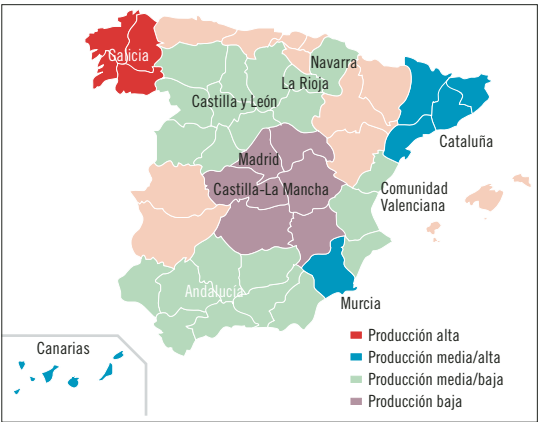 Galicia
Navarra
La Rioja
Castilla y León
Cataluña
Madrid
Castilla-La Mancha
Comunidad
Valenciana
Andalucía
Murcia
Canarias
Producción alta
Producción media/alta
Producción media/baja
Producción baja